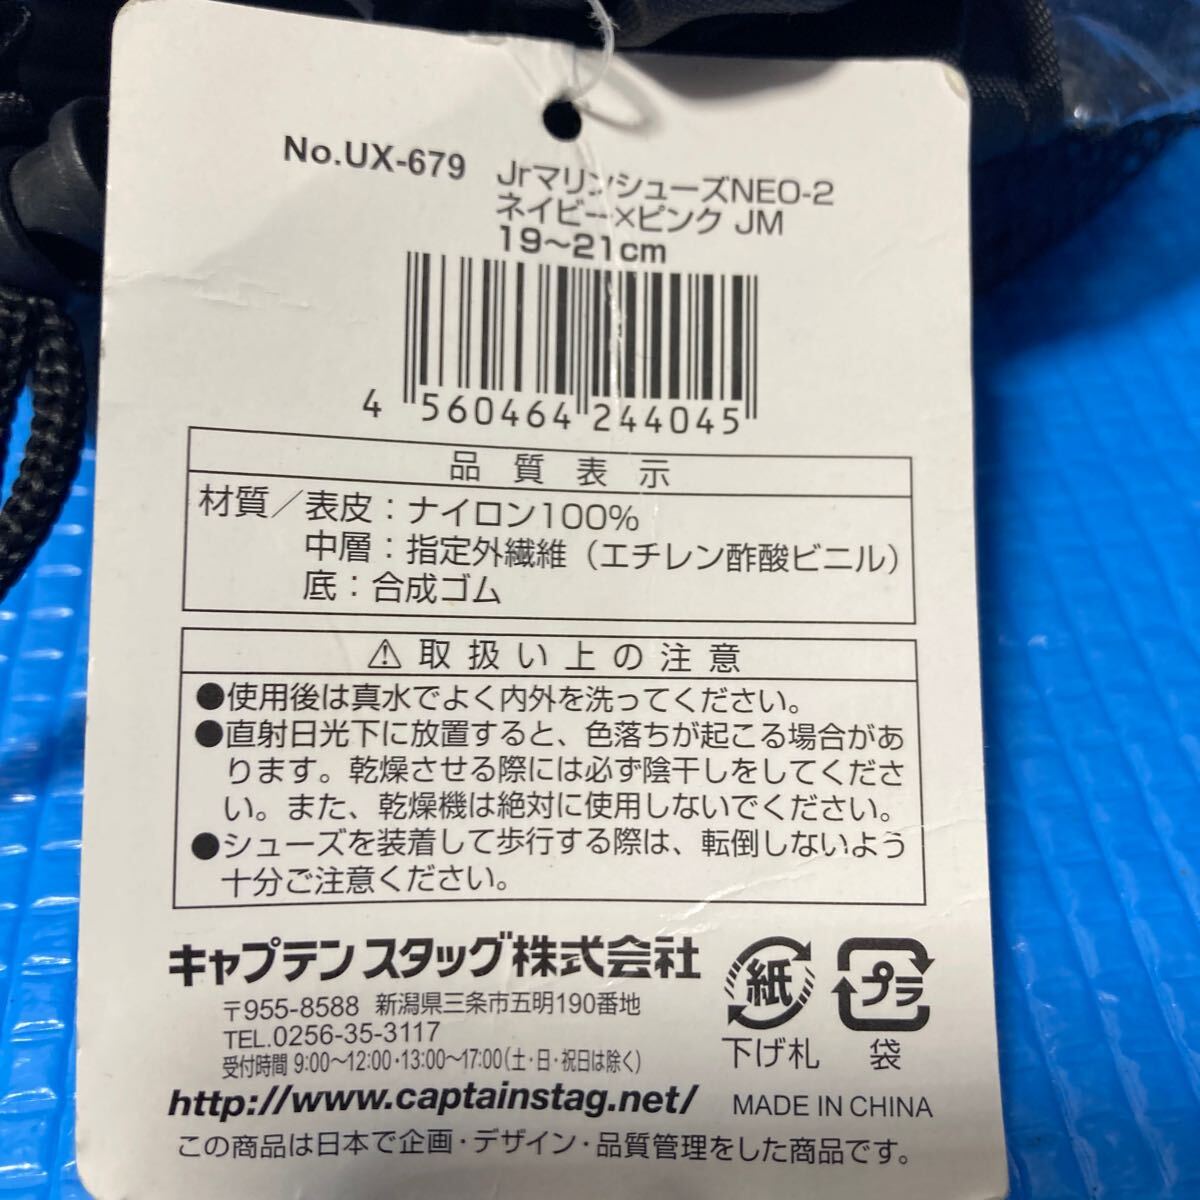 No.UX-679
JrマリンシューズNEO-2
ネイビー×ピンク JM
19～21cm
4 560464 244045
品質表示
材質／表皮：ナイロン100%
中層：指定外繊維（エチレン酢酸ビニル）
底：合成ゴム
⚠取扱い上の注意
●使用後は真水でよく内外を洗ってください。
●直射日光下に放置すると、色落ちが起こる場合があ
ります。乾燥させる際には必ず陰干しをしてくださ
い。また、乾燥機は絶対に使用しないでください。
●シューズを装着して歩行する際は、転倒しないよう
十分ご注意ください。
キャプテンスタッグ株式会社
〒955-8588 新潟県三条市五明190番地
TEL.0256-35-3117
受付時間 9:00～12:00・13:00～17:00（土・日・祝日は除く）
http://www.captainstag.net/
紙
下げ札
プラ
袋
MADE IN CHINA
この商品は日本で企画・デザイン・品質管理をした商品です。